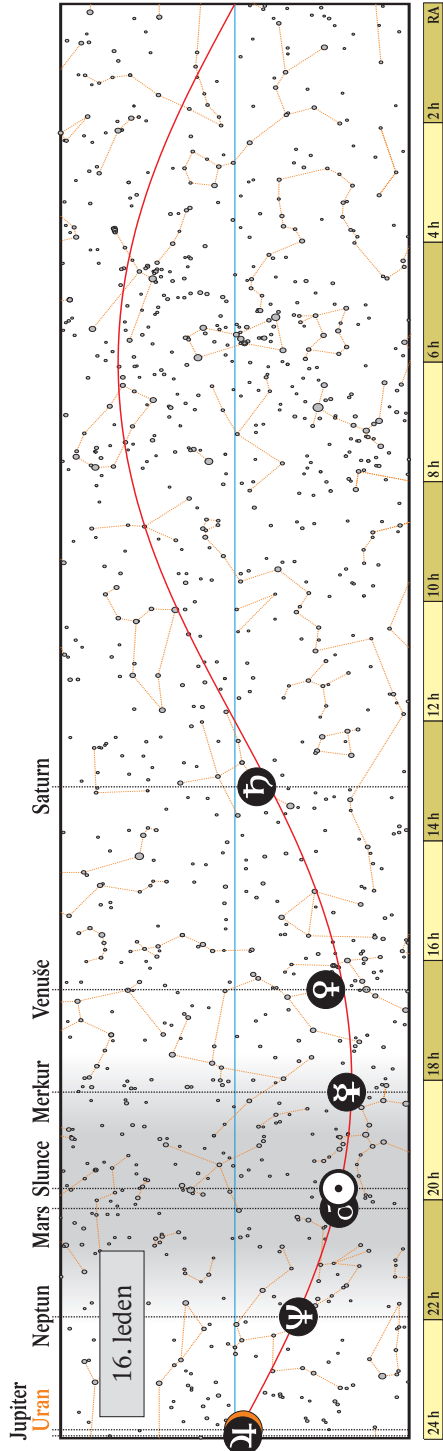 Jupiter
Uran
Neptun
Mars
Slunce
Merkur
Venuše
Saturn
16. leden
24 h
22 h
20 h
18 h
16 h
14 h
12 h
10 h
8 h
6 h
4 h
2 h
RA